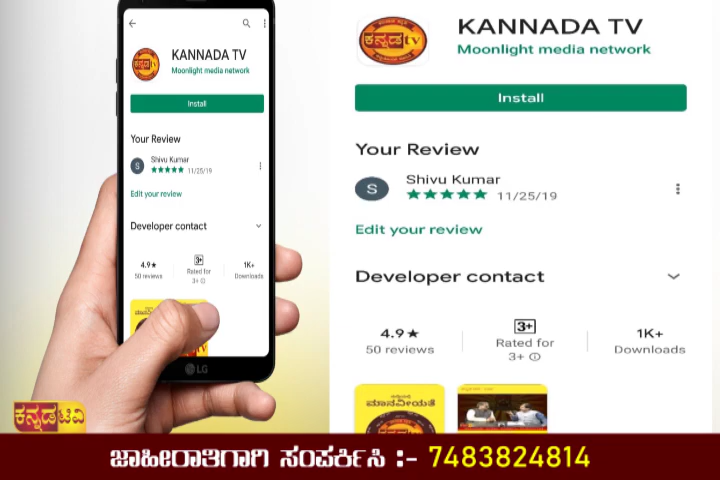 KANNADA TV
Moonlight media network
Install
Your Review
S
Shivu Kumar
★★★★★ 11/25/19
Edit your review
Developer contact
4.9★
50 reviews
3+
Rated for
3+
1K+
Downloads
LG
KANNADA TV
Moonlight media network
Install
Your Review
S
Shivu Kumar
★★★★★ 11/25/19
Edit your review
Developer contact
4.9★
50 reviews
3+
Rated for
3+
1K+
Downloads
ಮಾನವೀಯತೆ
ಕನ್ನಡಟಿವಿ
ಜಾಹೀರಾತಿಗಾಗಿ ಸಂಪರ್ಕಿಸಿ :- 7483824814